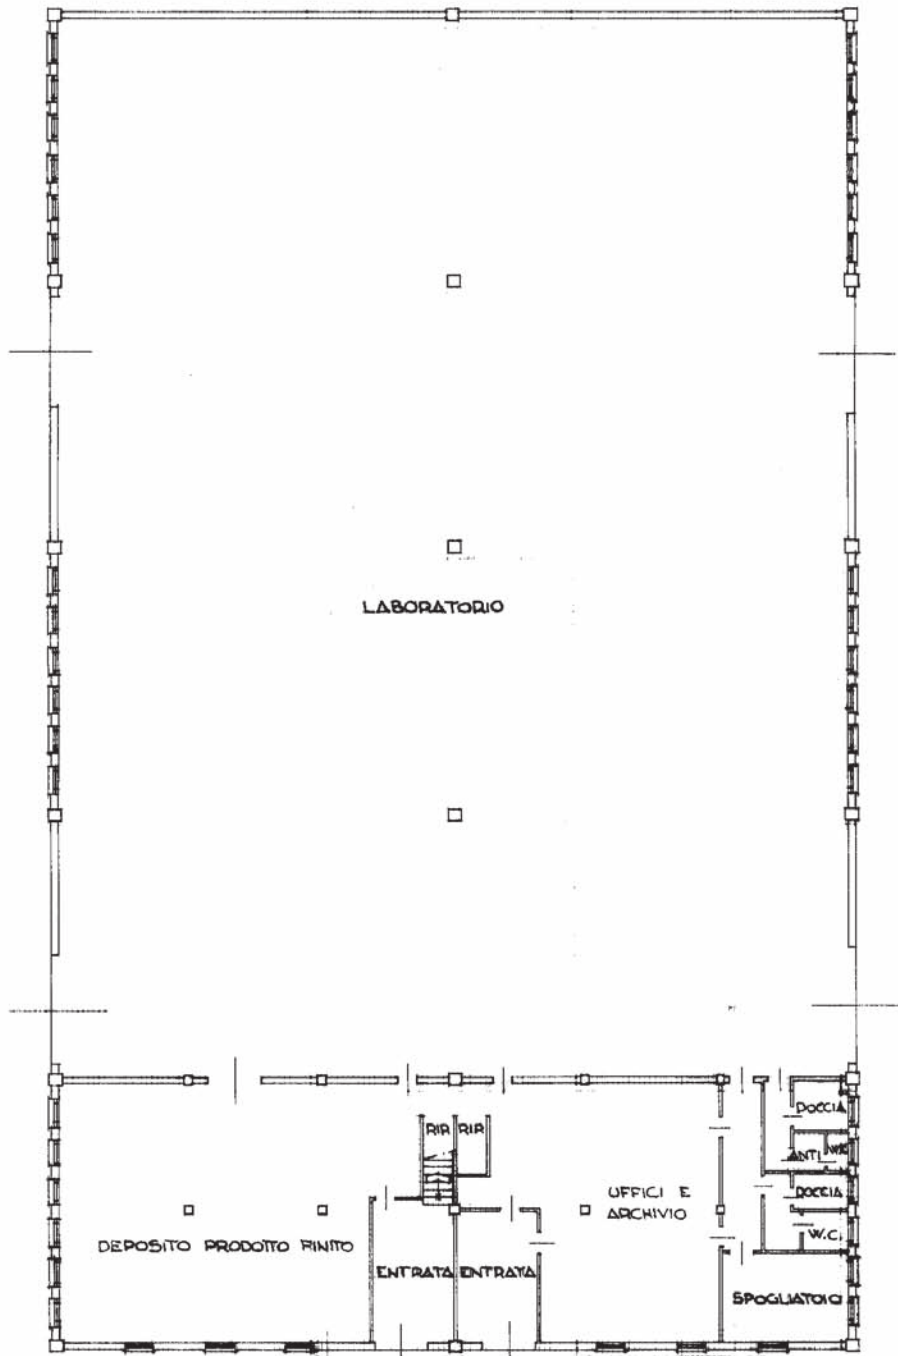 LABORATORIO
DOCCIA
RIP. RIP.
ANTI W.C.
DOCCIA
UFFICI E
ARCHIVIO
W.C.
DEPOSITO PRODOTTO FINITO
ENTRATA ENTRATA
SPOGLIATOIO